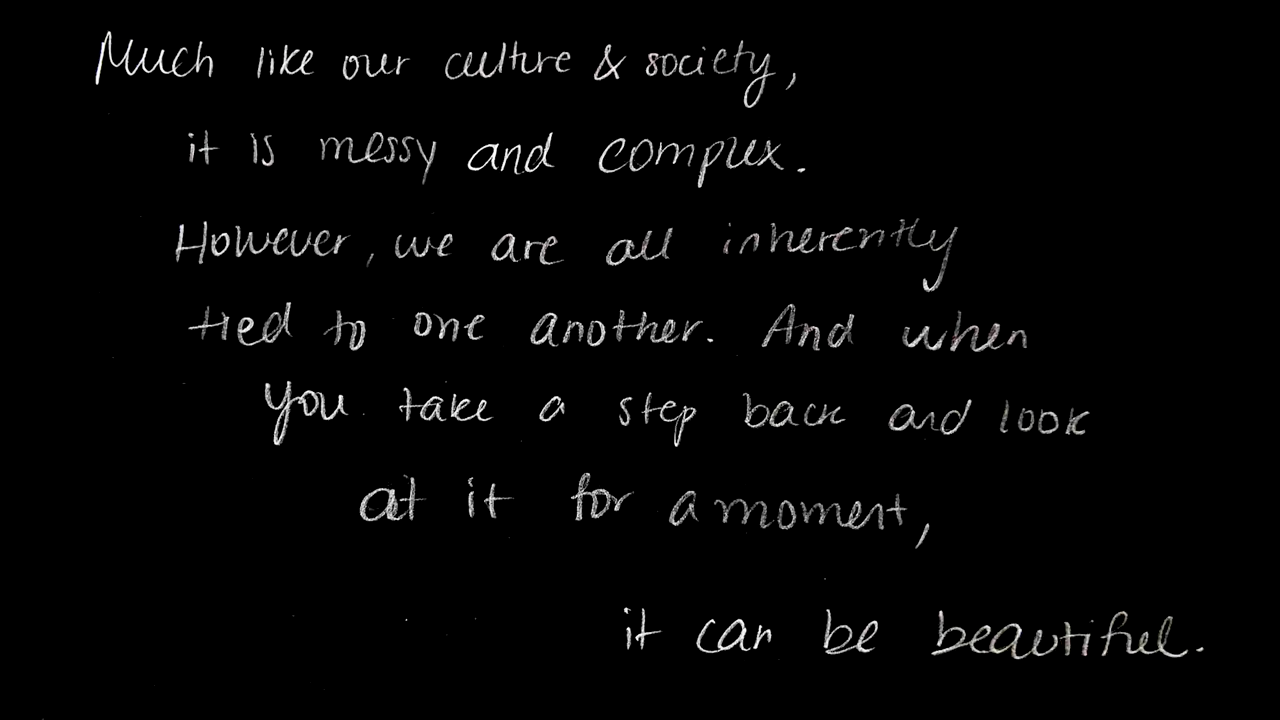 Much like our culture & society,
it is messy and complex.
However, we are all inherently
tied to one another. And when
you take a step back and look
at it for a moment,
it can be beautiful.